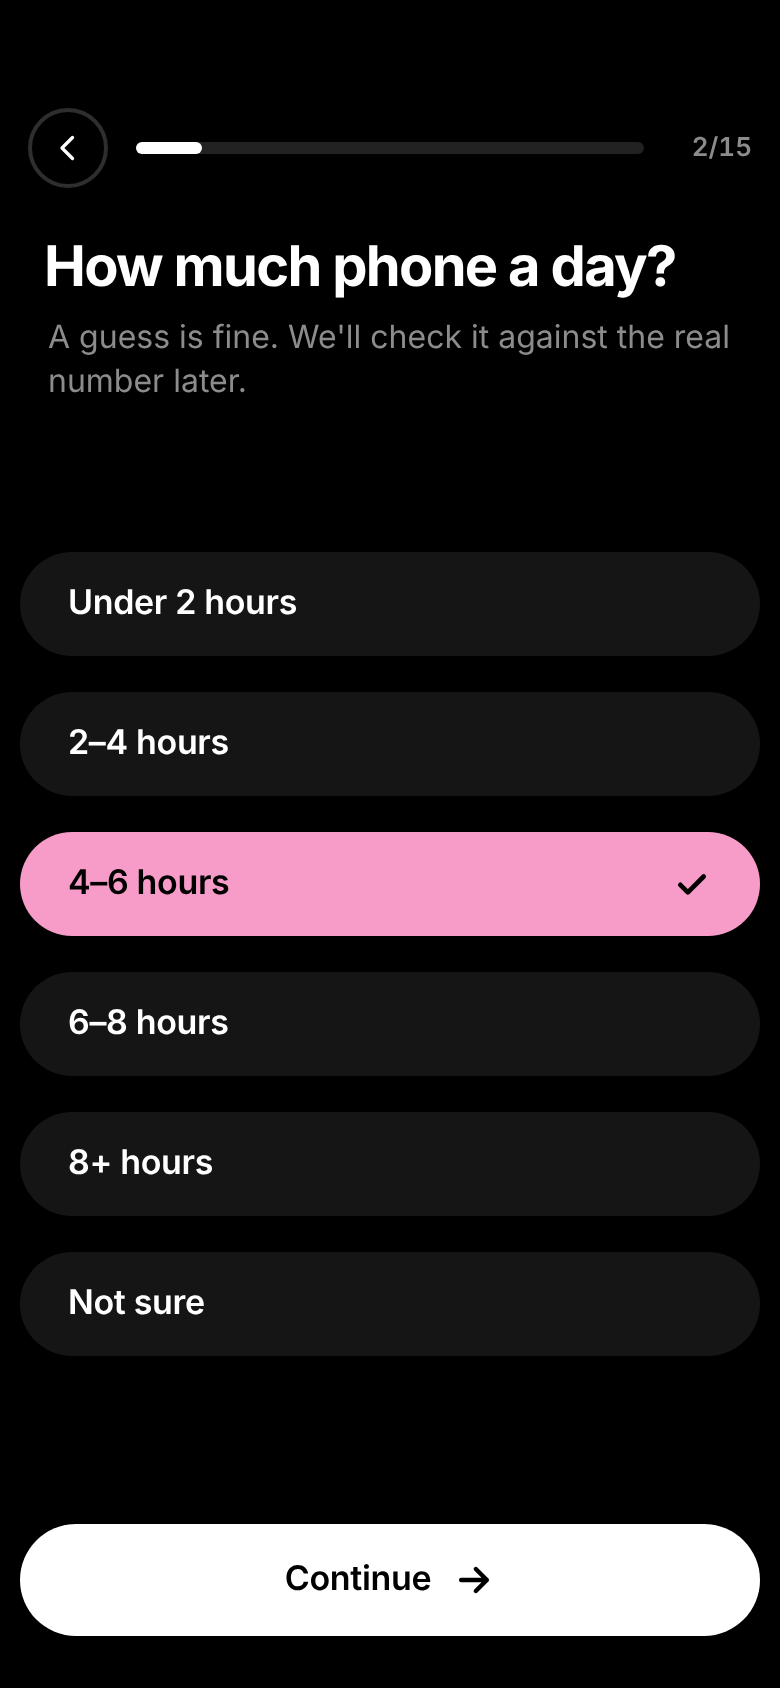 2/15
How much phone a day?
A guess is fine. We'll check it against the real
number later.
Under 2 hours
2–4 hours
4–6 hours
6–8 hours
8+ hours
Not sure
Continue